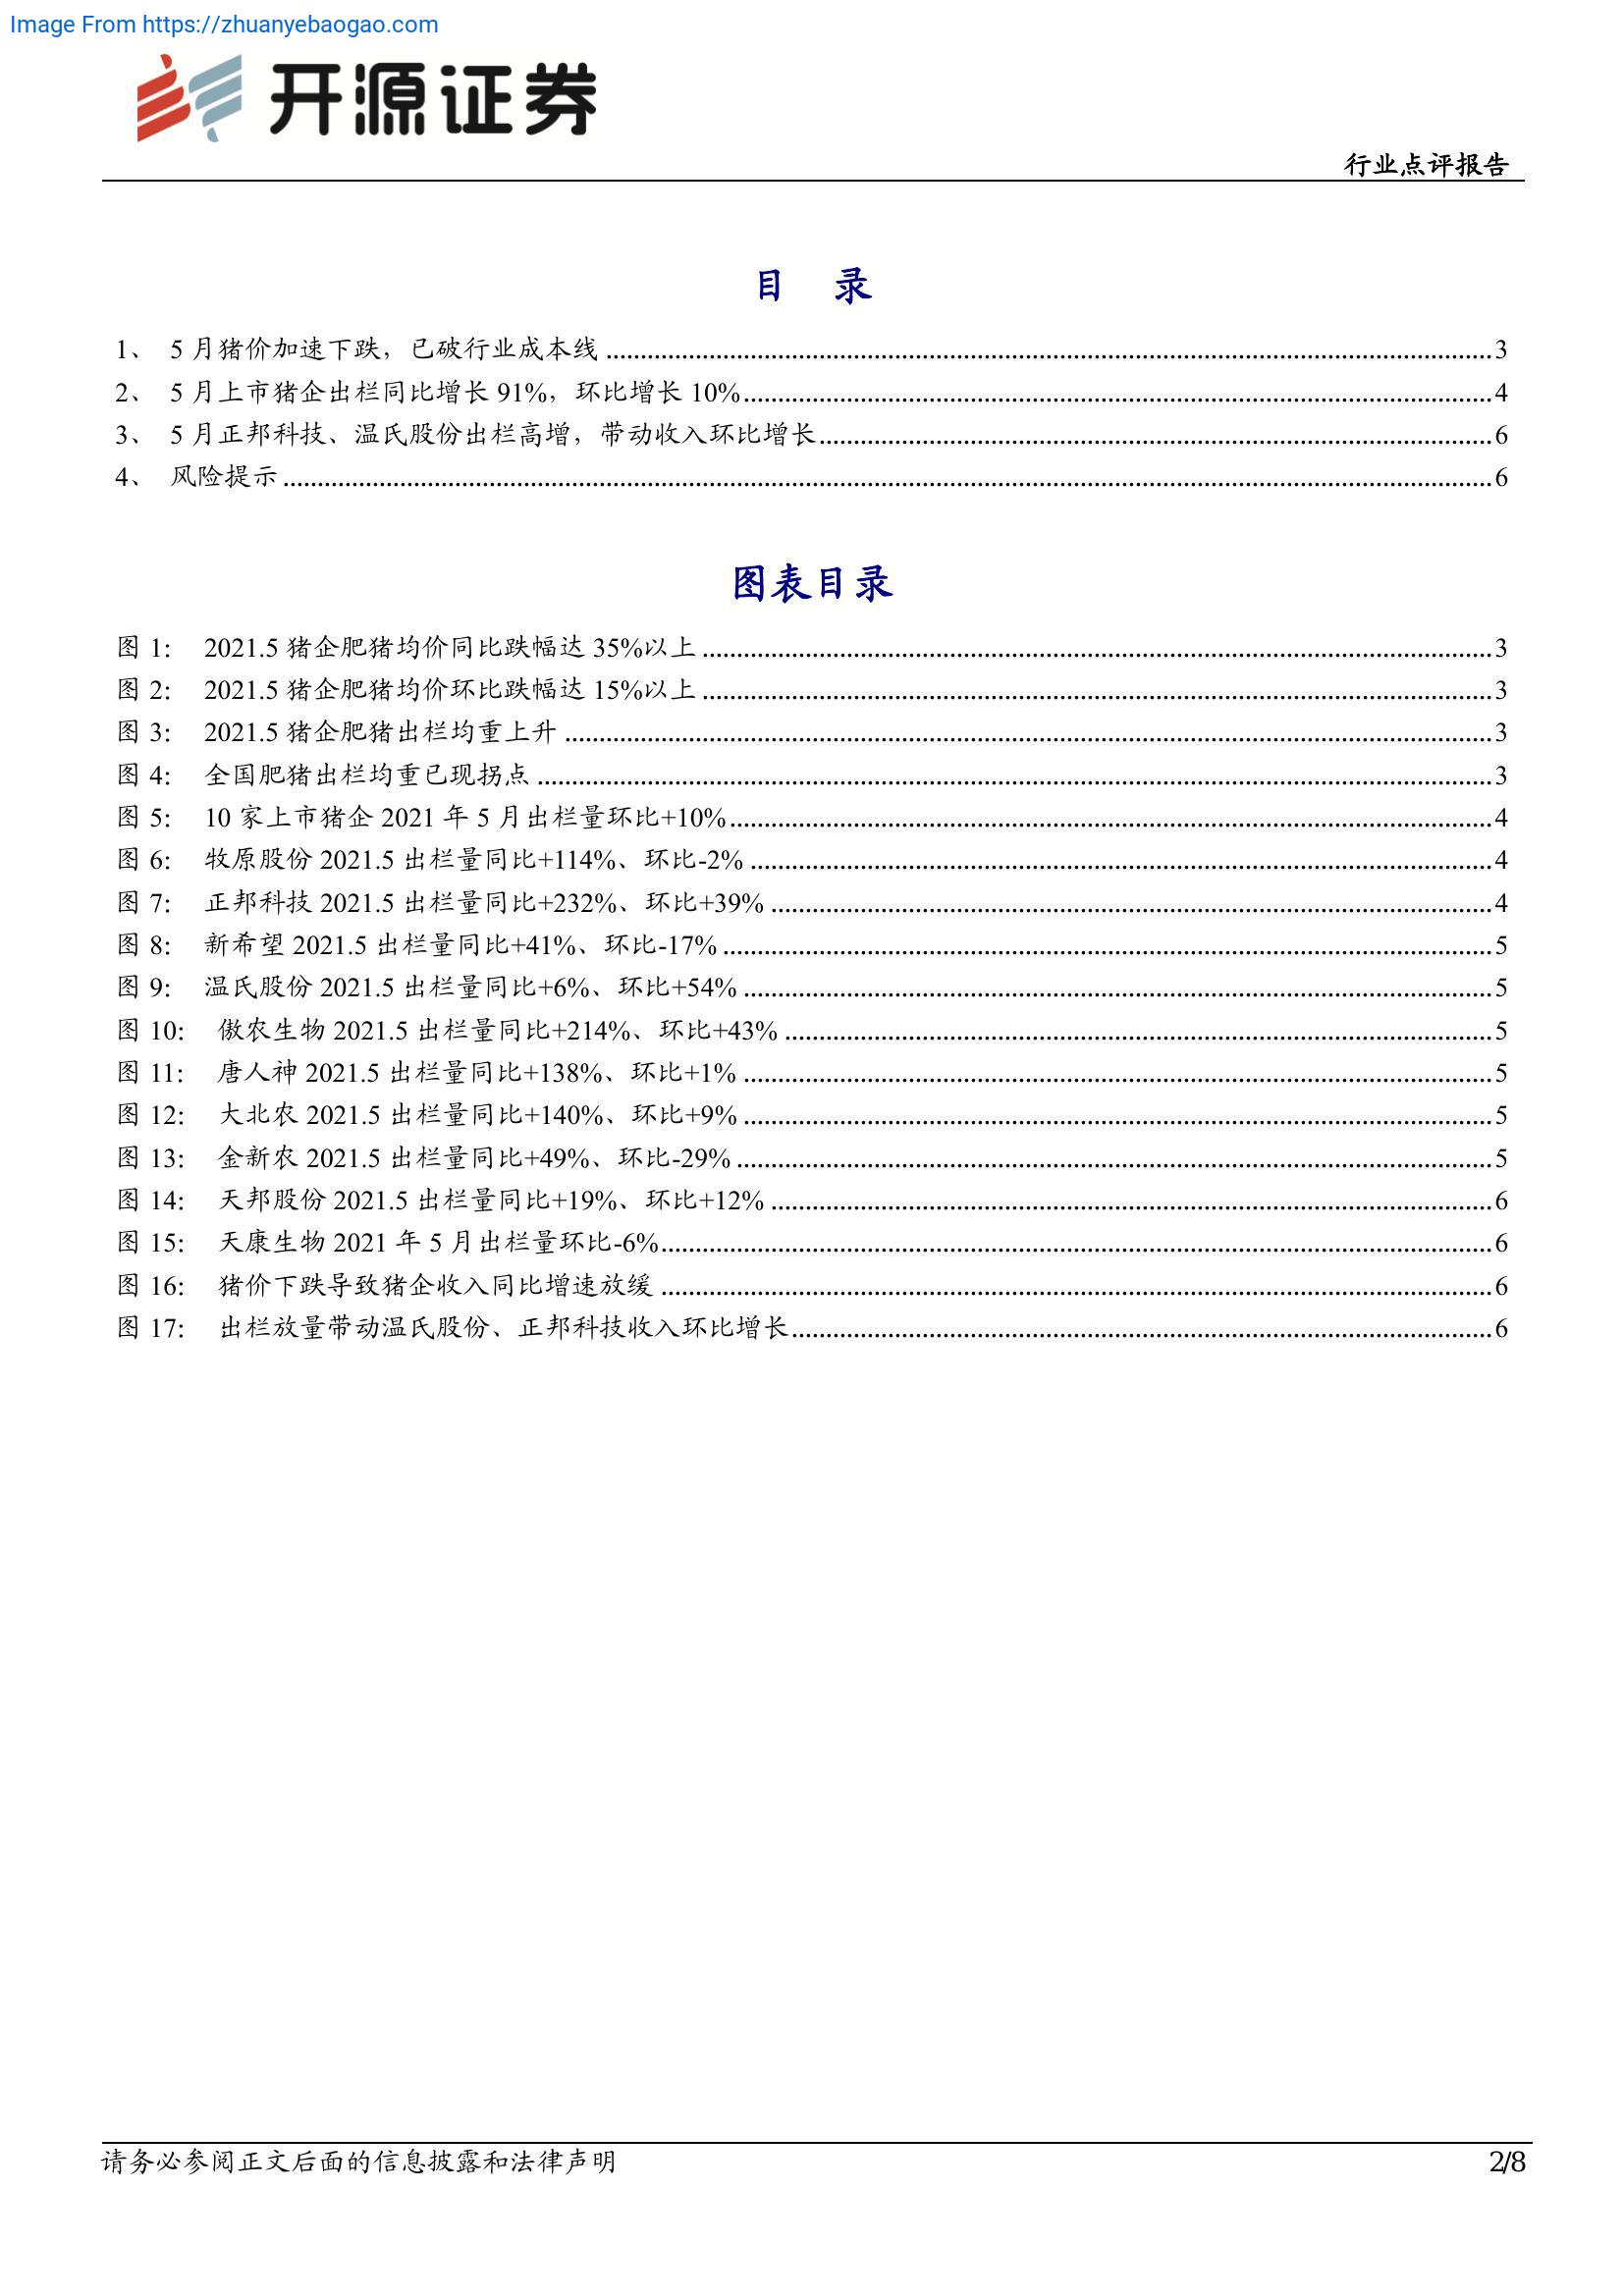 Image From https://zhuanyebaogao.com
开源证券
行业点评报告
目 录
1、 5 月猪价加速下跌，已破行业成本线 ........ 3
2、 5 月上市猪企出栏同比增长 91%，环比增长 10% ........ 4
3、 5 月正邦科技、温氏股份出栏高增，带动收入环比增长 ........ 6
4、 风险提示 ........ 6
图表目录
图 1： 2021.5 猪企肥猪均价同比跌幅达 35%以上 ........ 3
图 2： 2021.5 猪企肥猪均价环比跌幅达 15%以上 ........ 3
图 3： 2021.5 猪企肥猪出栏均重上升 ........ 3
图 4： 全国肥猪出栏均重已现拐点 ........ 3
图 5： 10 家上市猪企 2021 年 5 月出栏量环比+10% ........ 4
图 6： 牧原股份 2021.5 出栏量同比+114%、环比-2% ........ 4
图 7： 正邦科技 2021.5 出栏量同比+232%、环比+39% ........ 4
图 8： 新希望 2021.5 出栏量同比+41%、环比-17% ........ 5
图 9： 温氏股份 2021.5 出栏量同比+6%、环比+54% ........ 5
图 10： 傲农生物 2021.5 出栏量同比+214%、环比+43% ........ 5
图 11： 唐人神 2021.5 出栏量同比+138%、环比+1% ........ 5
图 12： 大北农 2021.5 出栏量同比+140%、环比+9% ........ 5
图 13： 金新农 2021.5 出栏量同比+49%、环比-29% ........ 5
图 14： 天邦股份 2021.5 出栏量同比+19%、环比+12% ........ 6
图 15： 天康生物 2021 年 5 月出栏量环比-6% ........ 6
图 16： 猪价下跌导致猪企收入同比增速放缓 ........ 6
图 17： 出栏放量带动温氏股份、正邦科技收入环比增长 ........ 6
请务必参阅正文后面的信息披露和法律声明
2/8